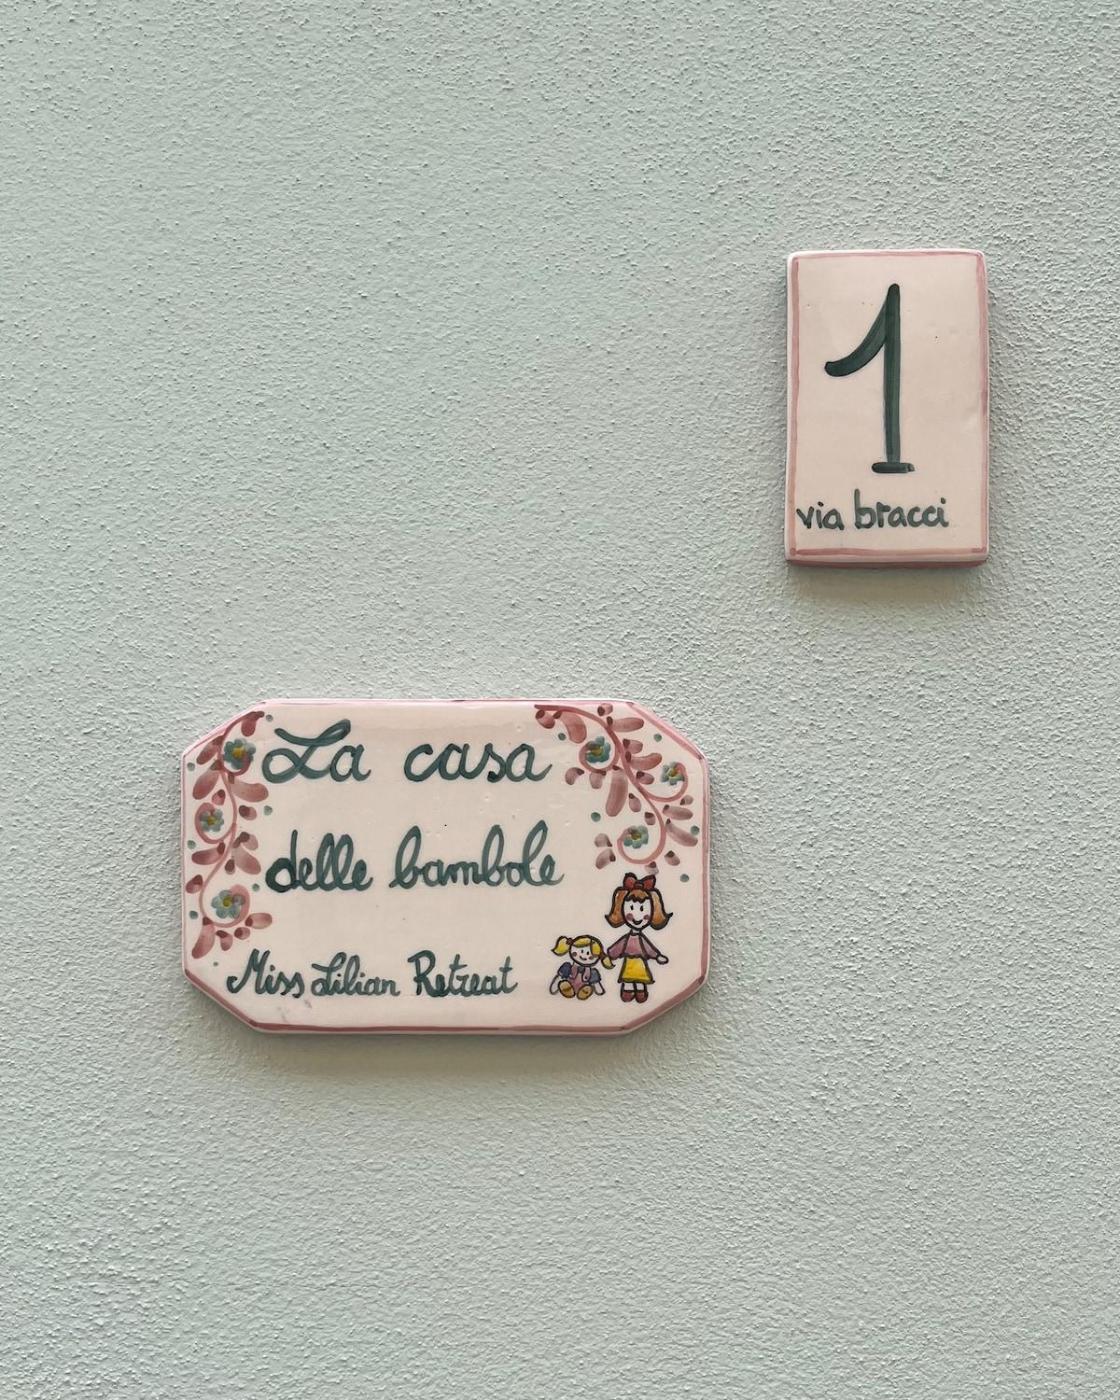 1
via bracci
La casa
delle bambole
Miss Lilian Retreat